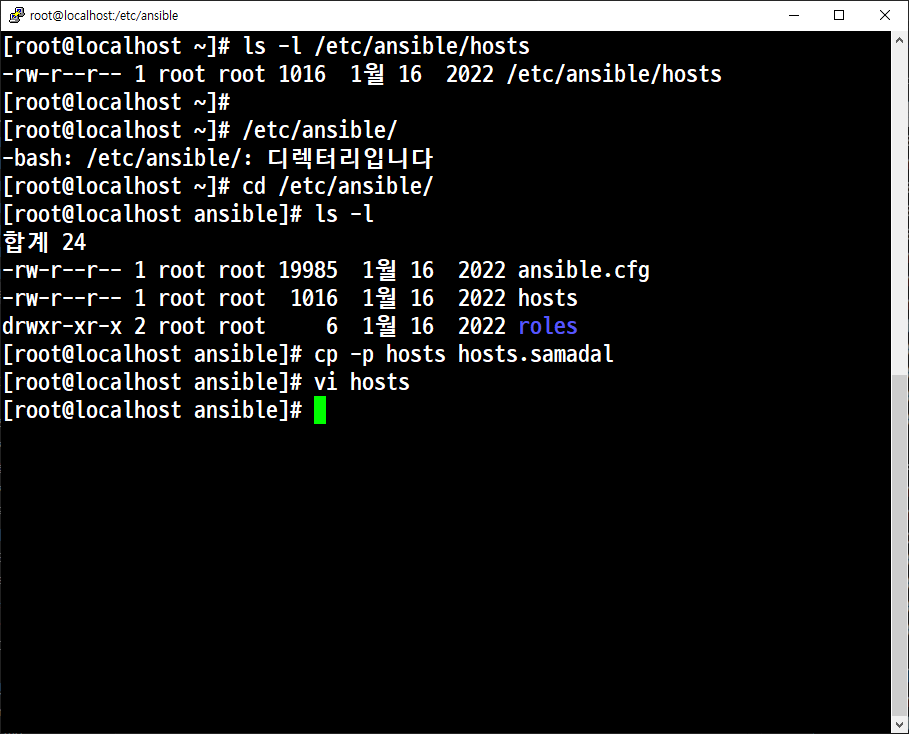 root@localhost:/etc/ansible
[root@localhost ~]# ls -l /etc/ansible/hosts
-rw-r--r-- 1 root root 1016  1월 16  2022 /etc/ansible/hosts
[root@localhost ~]#
[root@localhost ~]# /etc/ansible/
-bash: /etc/ansible/: 디렉터리입니다
[root@localhost ~]# cd /etc/ansible/
[root@localhost ansible]# ls -l
합계 24
-rw-r--r-- 1 root root 19985  1월 16  2022 ansible.cfg
-rw-r--r-- 1 root root  1016  1월 16  2022 hosts
drwxr-xr-x 2 root root     6  1월 16  2022 roles
[root@localhost ansible]# cp -p hosts hosts.samadal
[root@localhost ansible]# vi hosts
[root@localhost ansible]#